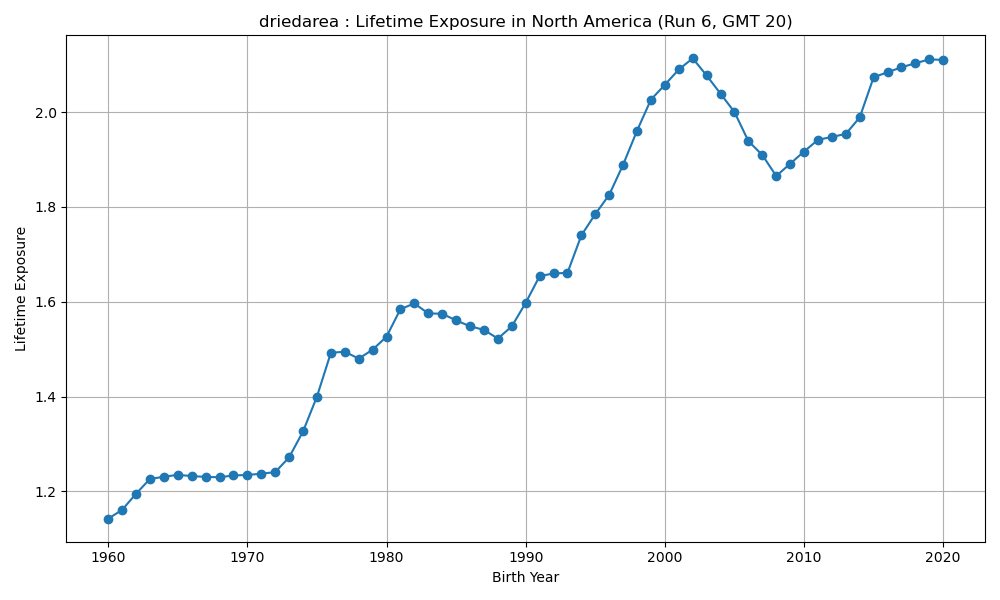 driedarea : Lifetime Exposure in North America (Run 6, GMT 20)
Lifetime Exposure
2.0
1.8
1.6
1.4
1.2
1960 1970 1980 1990 2000 2010 2020
Birth Year